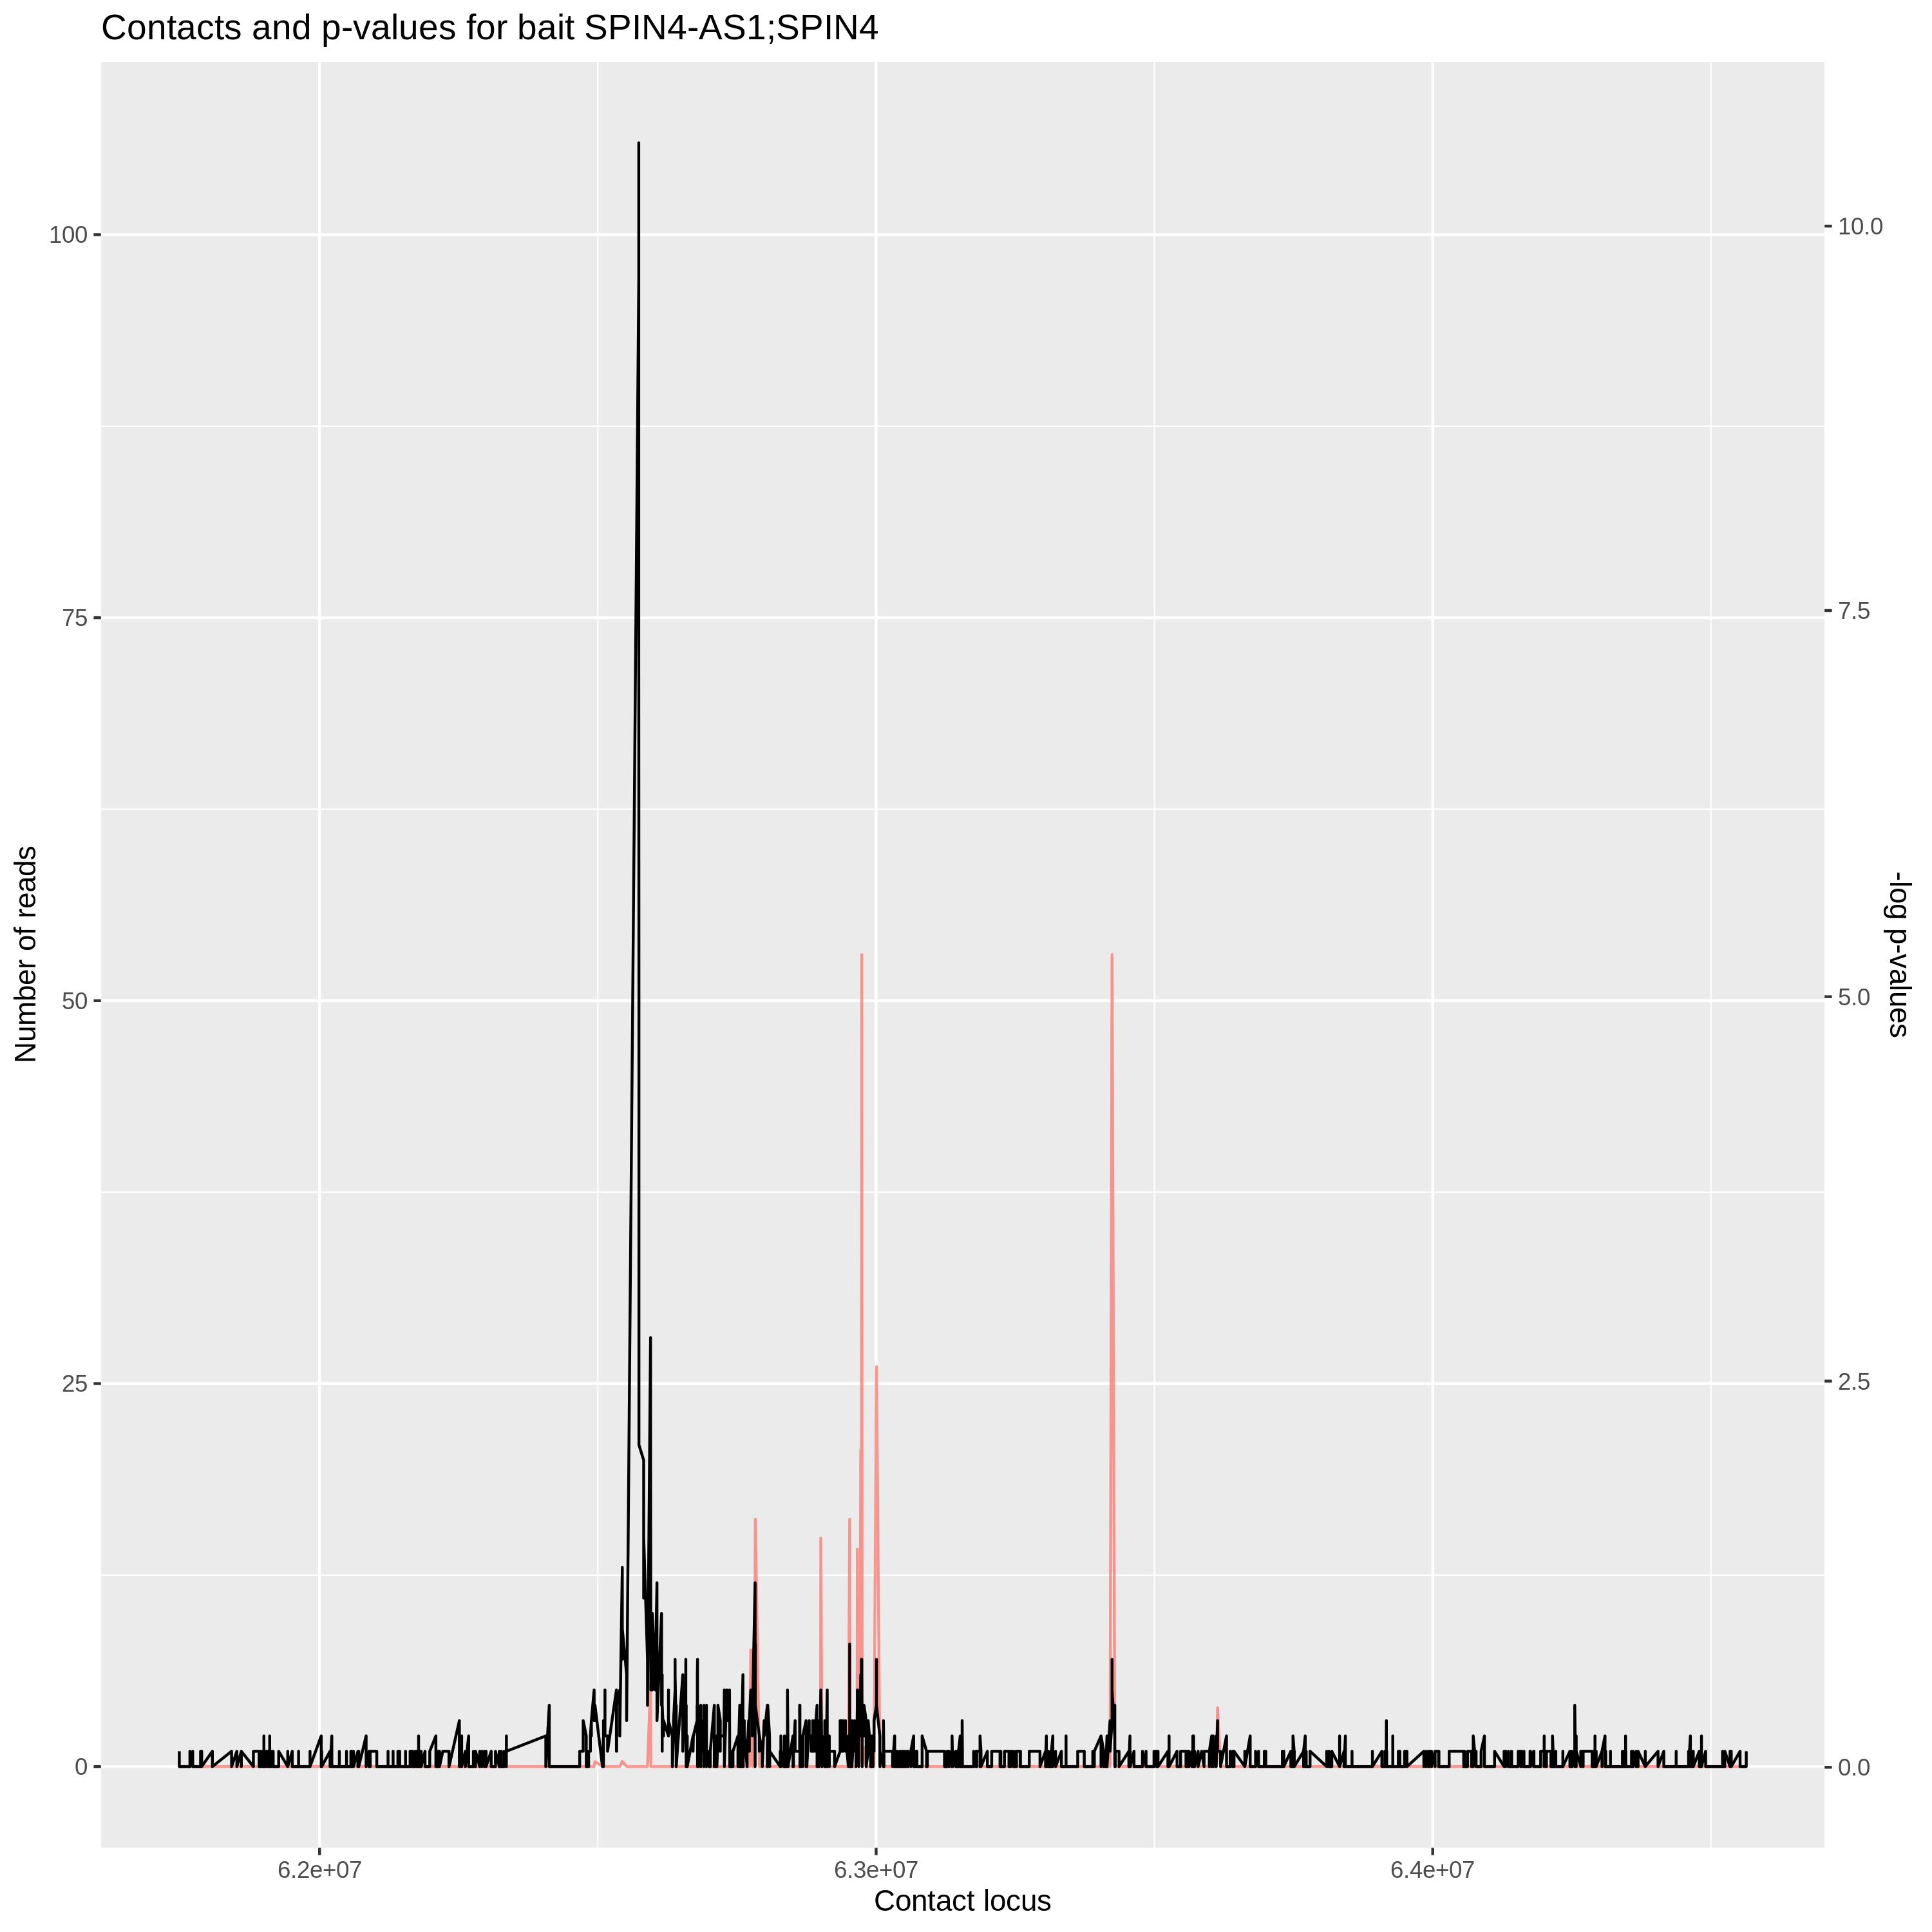 Contacts and p-values for bait SPIN4-AS1;SPIN4
100
75
50
25
0
Number of reads
10.0
7.5
5.0
2.5
0.0
-log p-values
6.2e+07
6.3e+07
6.4e+07
Contact locus